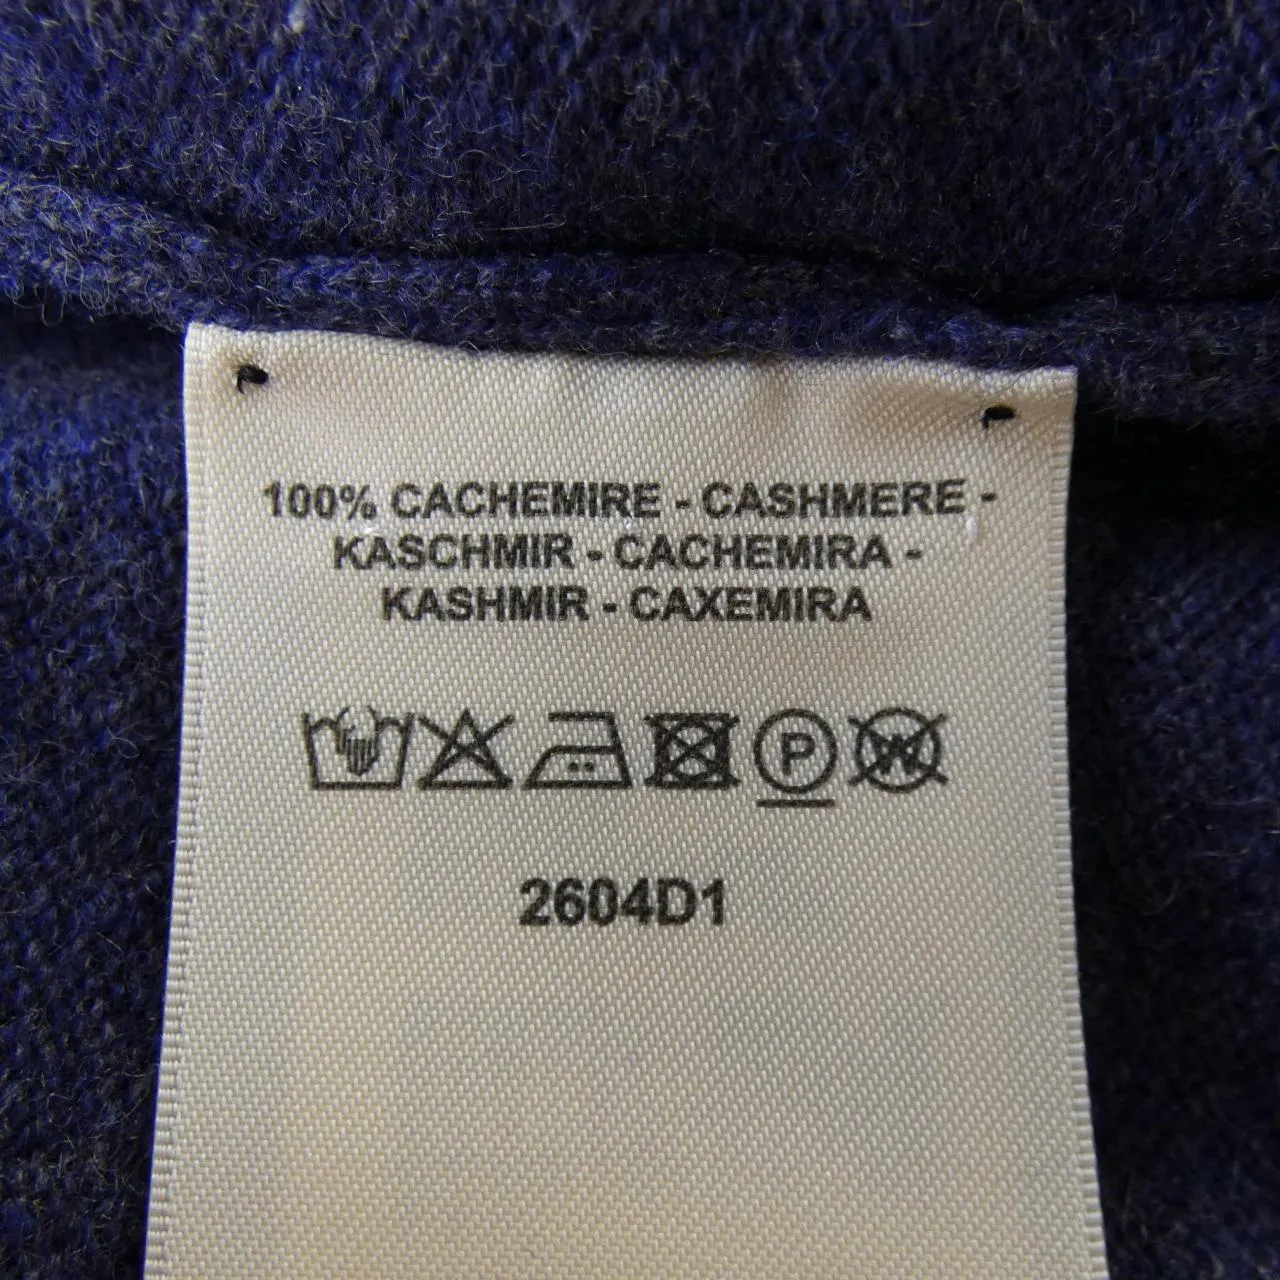 100% CACHEMIRE - CASHMERE -
KASCHMIR - CACHEMIRA -
KASHMIR - CAXEMIRA
P W
2604D1